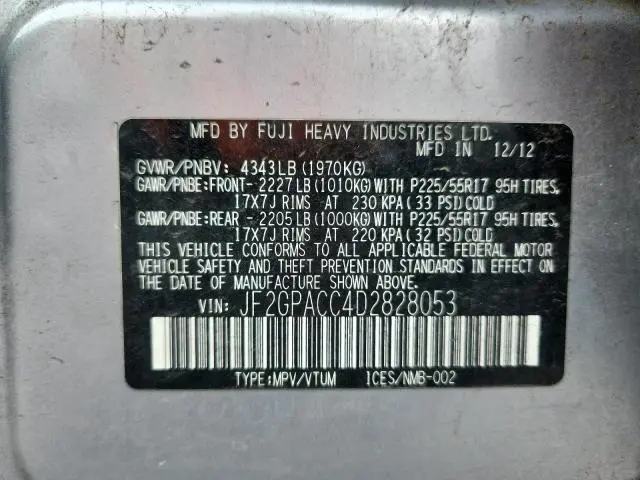 MFD BY FUJI HEAVY INDUSTRIES LTD.
MFD IN 12/12
GVWR/PNBV: 4343LB (1970KG)
GAWR/PNBE:FRONT- 2227LB (1010KG) WITH P225/55R17 95H TIRES,
17X7J RIMS AT 230 KPA (33 PSI) COLD
GAWR/PNBE:REAR - 2205LB (1000KG) WITH P225/55R17 95H TIRES,
17X7J RIMS AT 220 KPA (32 PSI) COLD
THIS VEHICLE CONFORMS TO ALL APPLICABLE FEDERAL MOTOR
VEHICLE SAFETY AND THEFT PREVENTION STANDARDS IN EFFECT ON
THE DATE OF MANUFACTURE SHOWN ABOVE.
VIN: JF2GPACC4D2828053
TYPE:MPV/VTUM ICES/NMB-002